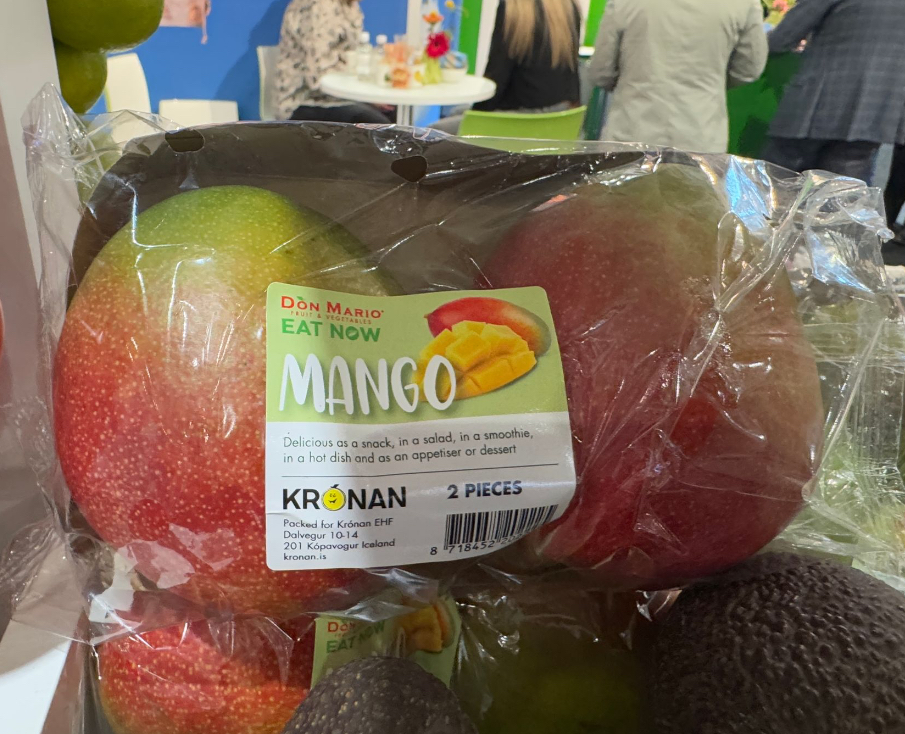 DON MARIO®
FRUIT & VEGETABLES
EAT NOW
MANGO
Delicious as a snack, in a salad, in a smoothie,
in a hot dish and as an appetiser or dessert
KRÓNAN
2 PIECES
Packed for Krónan EHF
Dalvegur 10-14
201 Kópavogur Iceland
kronan.is
8 718452
EAT NOW